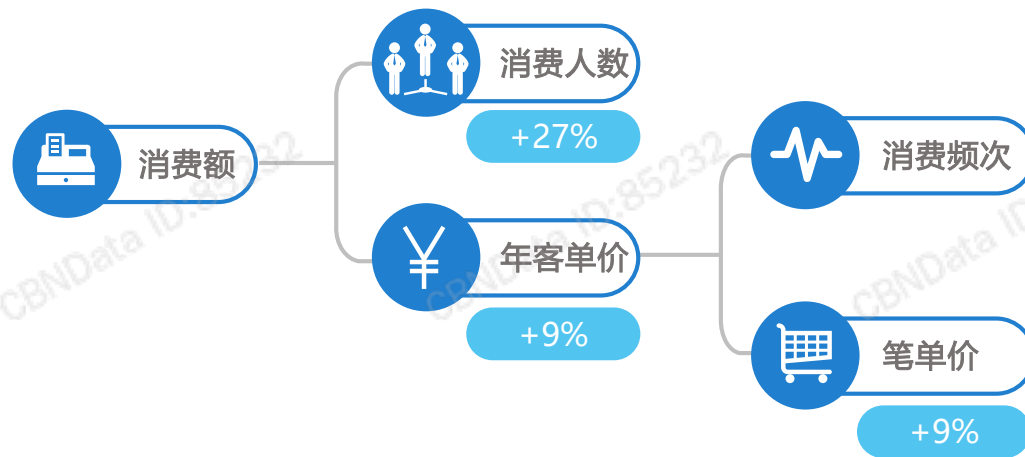 消费人数
+27%
消费额
消费频次
年客单价
+9%
笔单价
+9%
CBNData ID:85232
CBNData ID:85232
CBNData ID